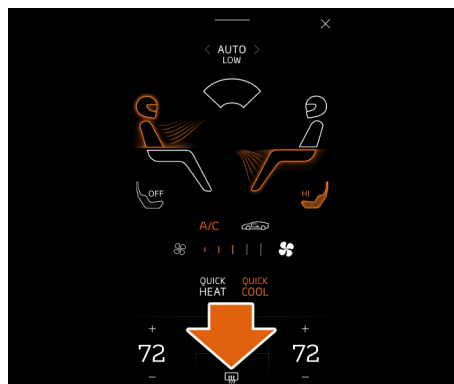 AUTO
LOW
OFF
HI
A/C
QUICK
HEAT
QUICK
COOL
+
72
-
+
72
-